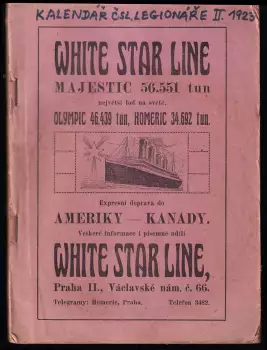 KALENDÁŘ ČSL. LEGIONÁŘE II. 1923
WHITE STAR LINE
MAJESTIC 56.551 tun
největší loď na světě.
OLYMPIC 46.439 tun, HOMERIC 34.692 tun.
Expresní doprava do
AMERIKY — KANADY.
Veškeré informace i písemné udílí
WHITE STAR LINE,
Praha II., Václavské nám. č. 66.
Telegramy: Homeric, Praha. Telefon 3482.